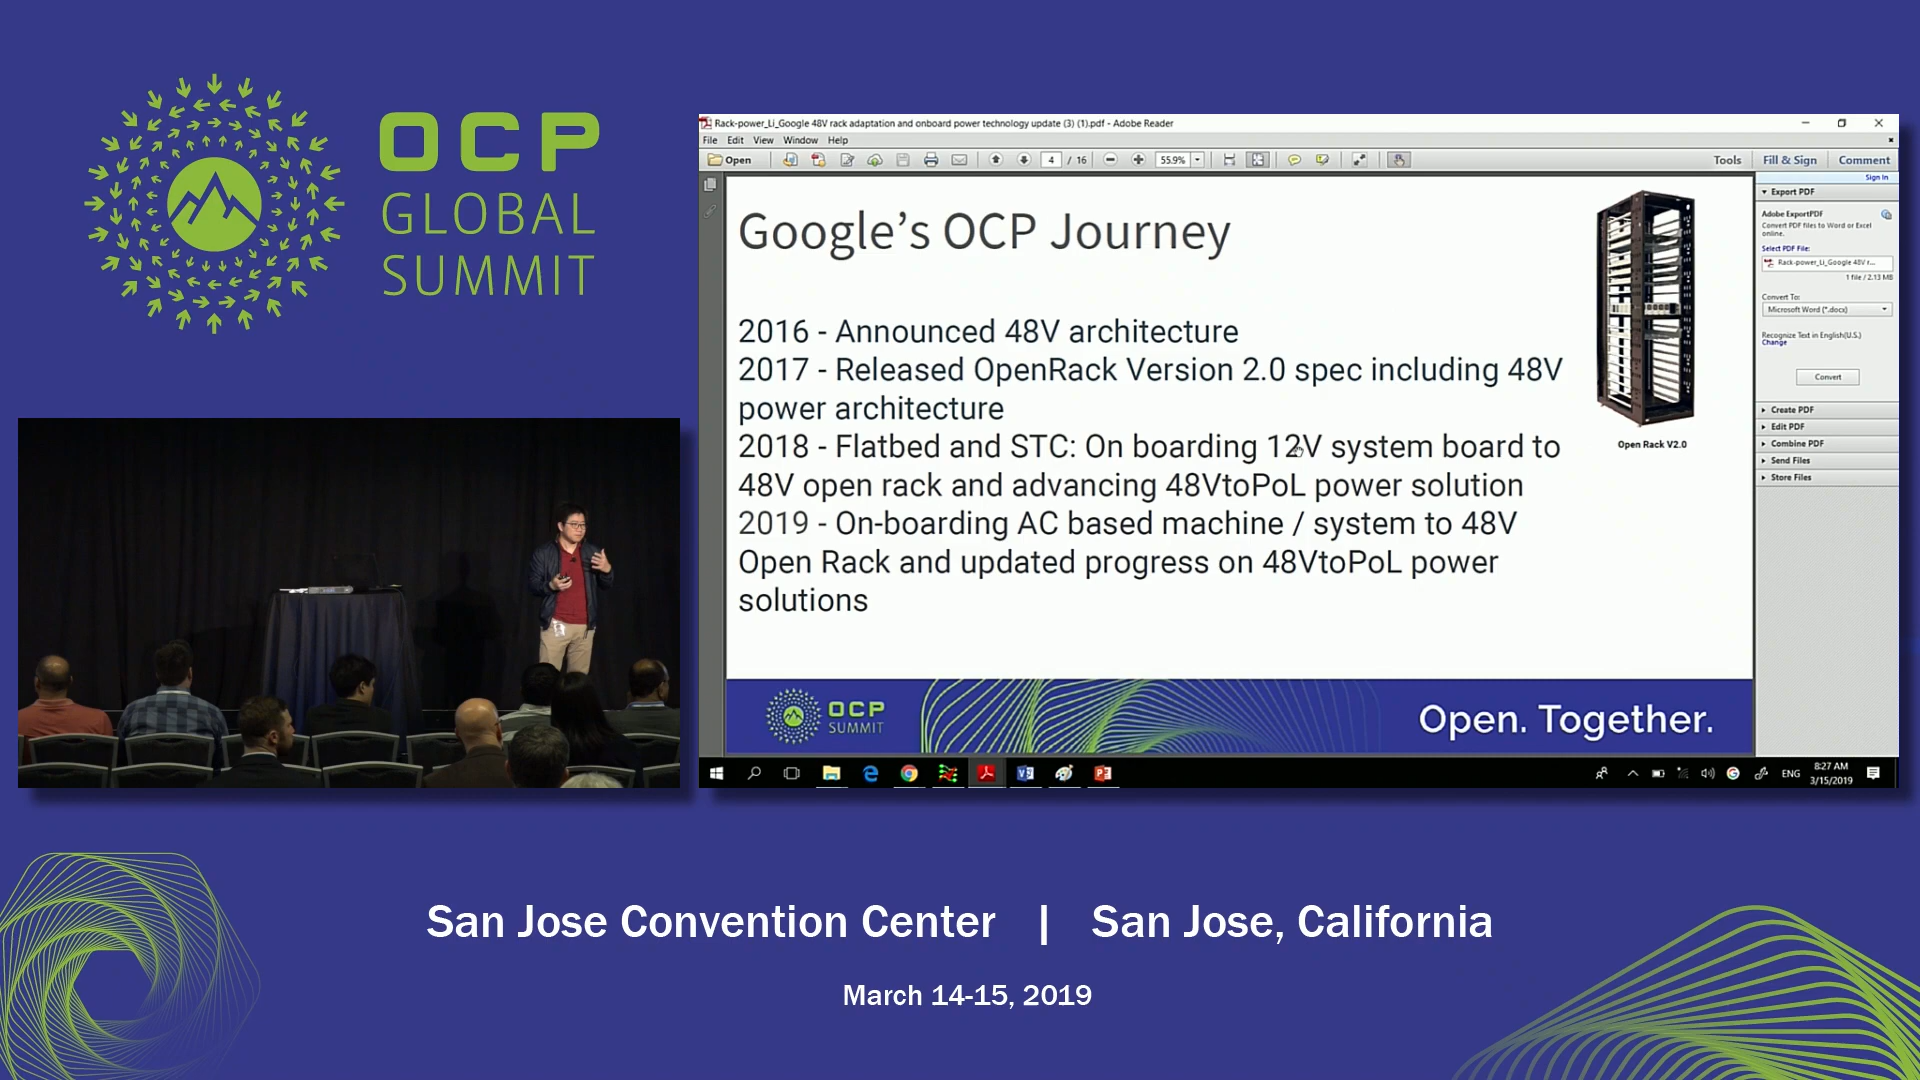 OCP
GLOBAL
SUMMIT
Rack-power_Li_Google 48V rack adaptation and onboard power technology update (3) (1).pdf - Adobe Reader
File Edit View Window Help
Open 4 / 16 55.9% Tools Fill & Sign Comment
Sign In
Export PDF
Adobe ExportPDF
Convert PDF files to Word or Excel
online.
Select PDF File:
Rack-power_Li_Google 48V r...
1 file / 2.13 MB
Convert To:
Microsoft Word (*.docx)
Recognize Text in English(U.S.)
Change
Convert
Create PDF
Edit PDF
Combine PDF
Send Files
Store Files
Google’s OCP Journey
2016 - Announced 48V architecture
2017 - Released OpenRack Version 2.0 spec including 48V
power architecture
2018 - Flatbed and STC: On boarding 12V system board to
48V open rack and advancing 48VtoPoL power solution
2019 - On-boarding AC based machine / system to 48V
Open Rack and updated progress on 48VtoPoL power
solutions
Open Rack V2.0
OCP
SUMMIT
Open. Together.
ENG
8:27 AM
3/15/2019
San Jose Convention Center | San Jose, California
March 14-15, 2019